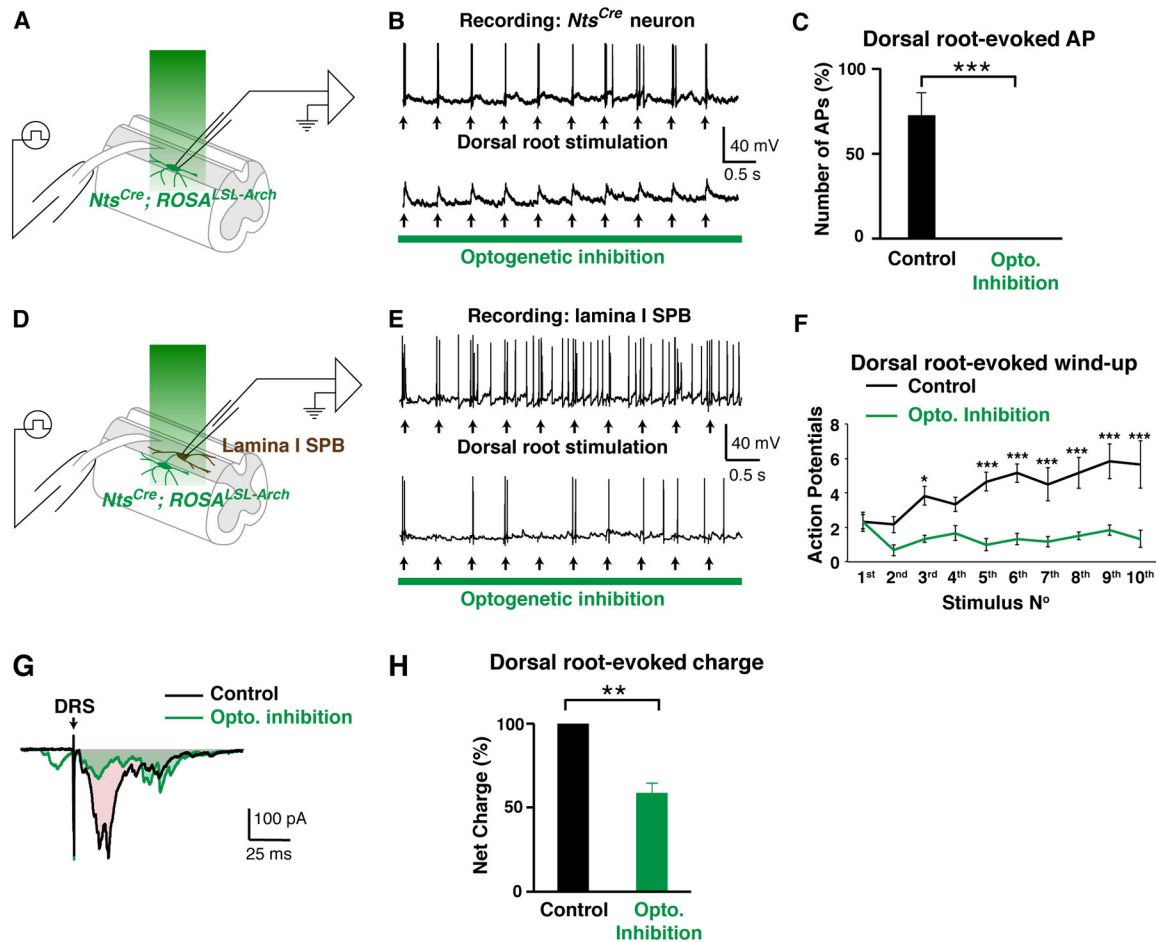 A
Nts^Cre; ROSA^LSL-Arch
B
Recording: Nts^Cre neuron
Dorsal root stimulation
40 mV
0.5 s
Optogenetic inhibition
C
Dorsal root-evoked AP
***
Number of APs (%)
100
50
0
Control
Opto.
Inhibition
D
Lamina I SPB
Nts^Cre; ROSA^LSL-Arch
E
Recording: lamina I SPB
Dorsal root stimulation
40 mV
0.5 s
Optogenetic inhibition
F
Dorsal root-evoked wind-up
Control
Opto. Inhibition
Action Potentials
8
6
4
2
0
* *** *** *** *** *** ***
1st 2nd 3rd 4th 5th 6th 7th 8th 9th 10th
Stimulus Nº
G
Control
Opto. inhibition
DRS
100 pA
25 ms
H
Dorsal root-evoked charge
**
Net Charge (%)
100
50
0
Control
Opto.
Inhibition